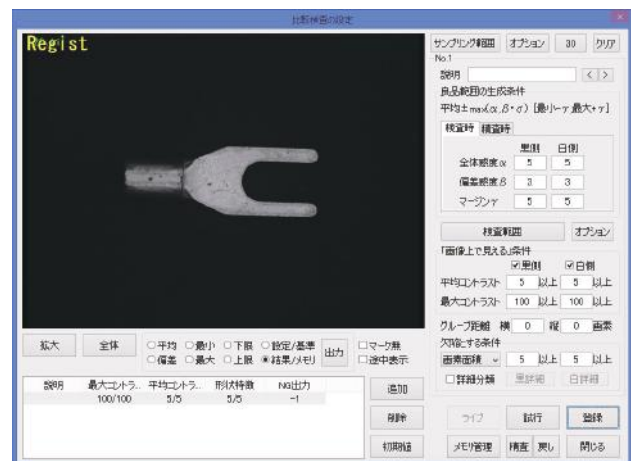 比較検査の設定
Regist
サンプリング範囲 オプション 30 クリア
No.1
説明 < >
良品範囲の生成条件
平均±max(α,β・σ) [最小-γ,最大+γ]
検査時 積査時
黒側 白側
全体感度α 5 5
偏差感度β 3 3
マージンγ 5 5
検査範囲 オプション
「画像上で見える」条件
黒側 白側
平均コントラスト 5 以上 5 以上
最大コントラスト 100 以上 100 以上
グループ距離 横 0 縦 0 画素
欠陥とする条件
画素面積 5 以上 5 以上
詳細分類 黒詳細 白詳細
拡大 全体 平均 最小 下限 設定/基準 出力 マーク無
偏差 最大 上限 結果/メモリ 途中表示
説明 最大コントラ.. 平均コントラ.. 形状特徴 NG出力
100/100 5/5 5/5 -1
追加
削除
初期値
ライブ 試行 登録
メモリ管理 精査 戻し 閉じる